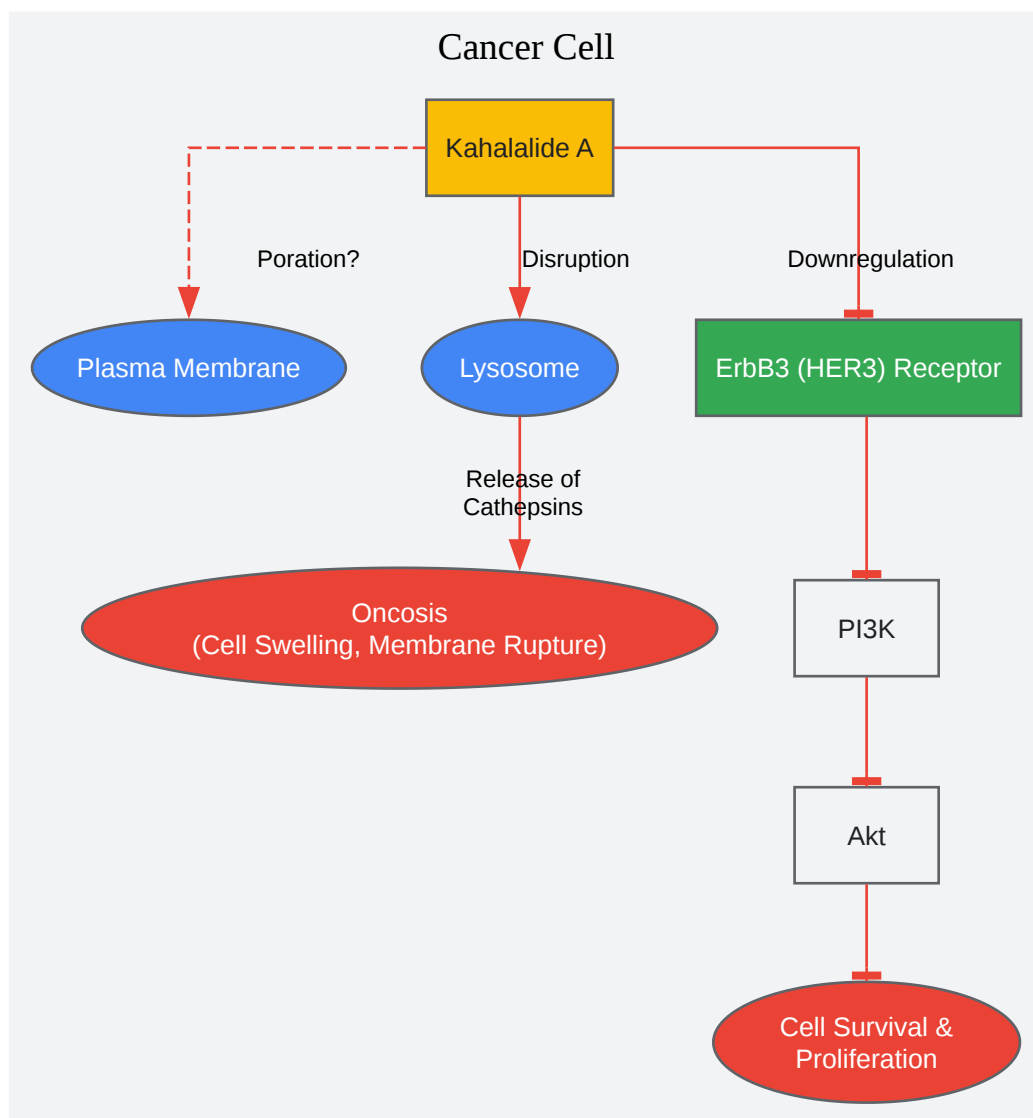 Cancer Cell
Kahalalide A
Poration?
Disruption
Downregulation
Plasma Membrane
Lysosome
ErbB3 (HER3) Receptor
Release of
Cathepsins
Oncosis
(Cell Swelling, Membrane Rupture)
PI3K
Akt
Cell Survival &
Proliferation